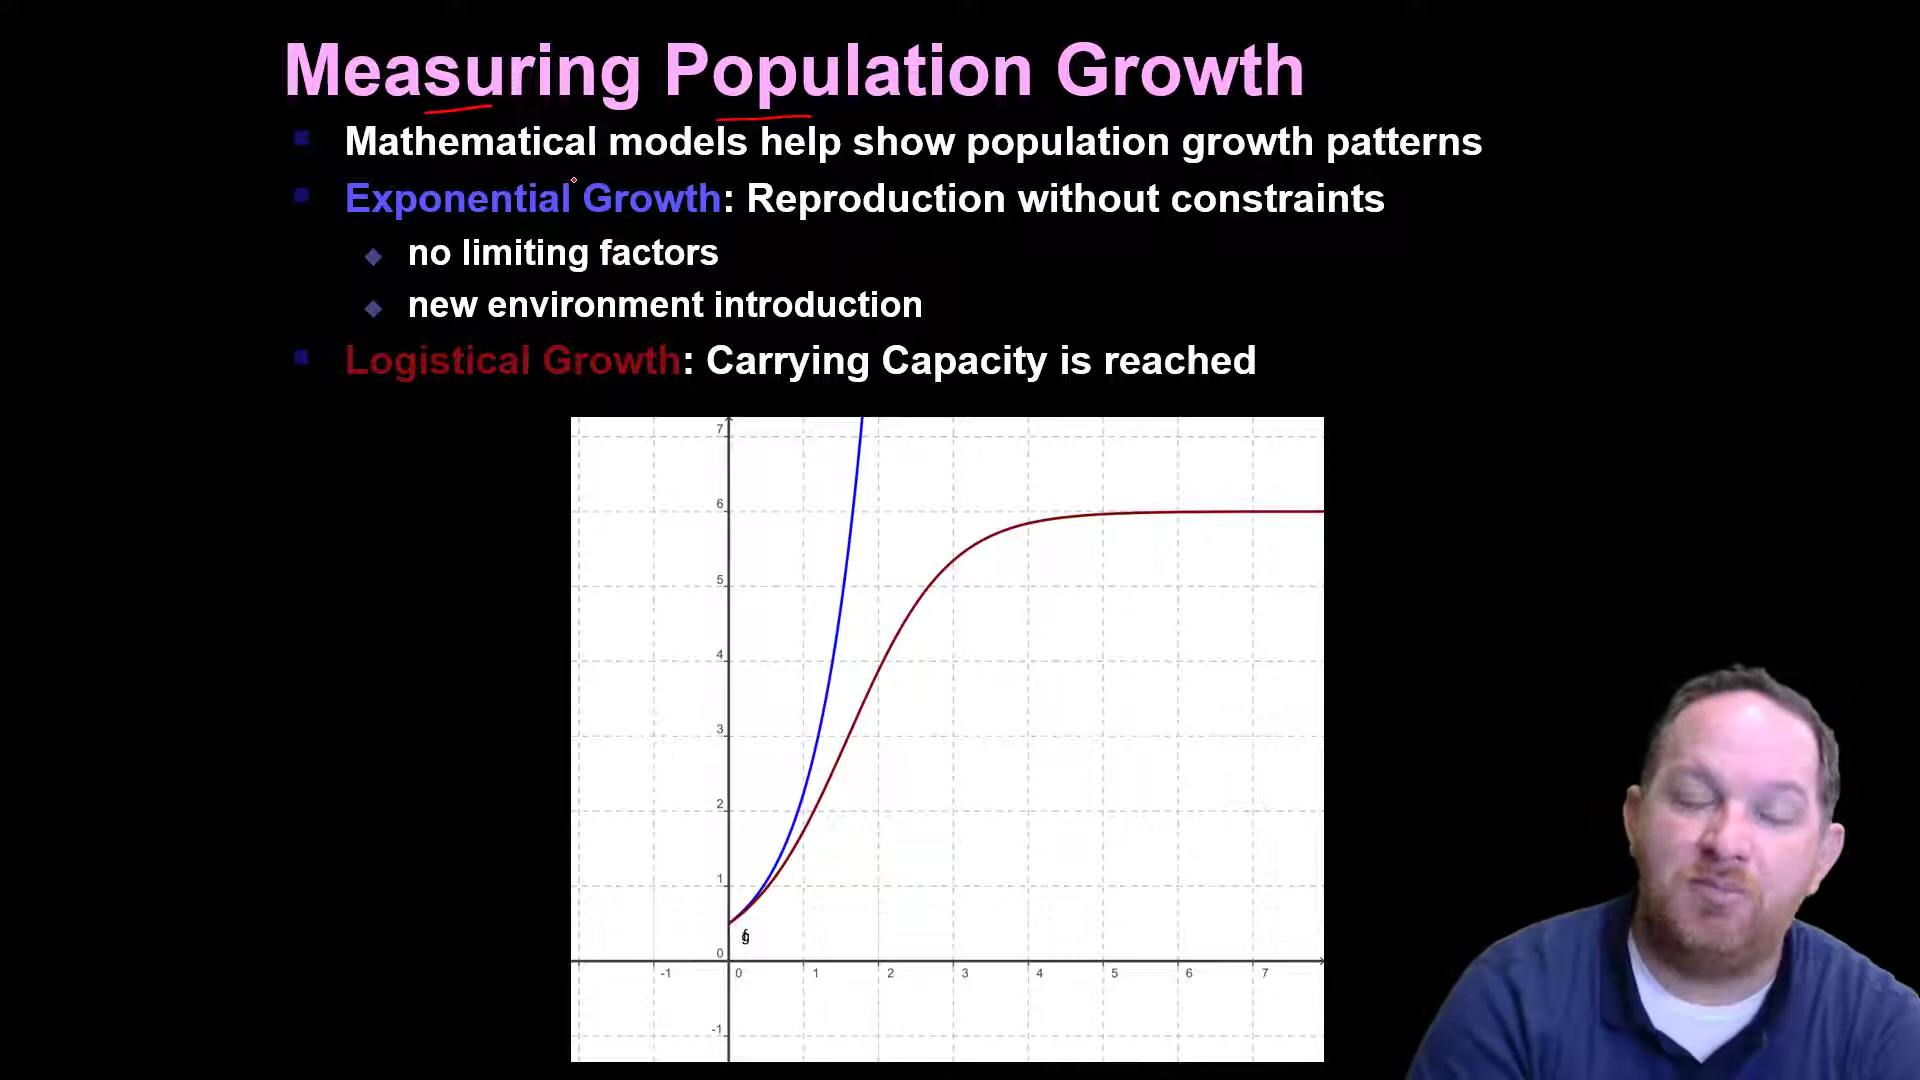 Measuring Population Growth
Mathematical models help show population growth patterns
Exponential Growth: Reproduction without constraints
no limiting factors
new environment introduction
Logistical Growth: Carrying Capacity is reached
7
6
5
4
3
2
1
0
-1 0 1 2 3 4 5 6 7
-1